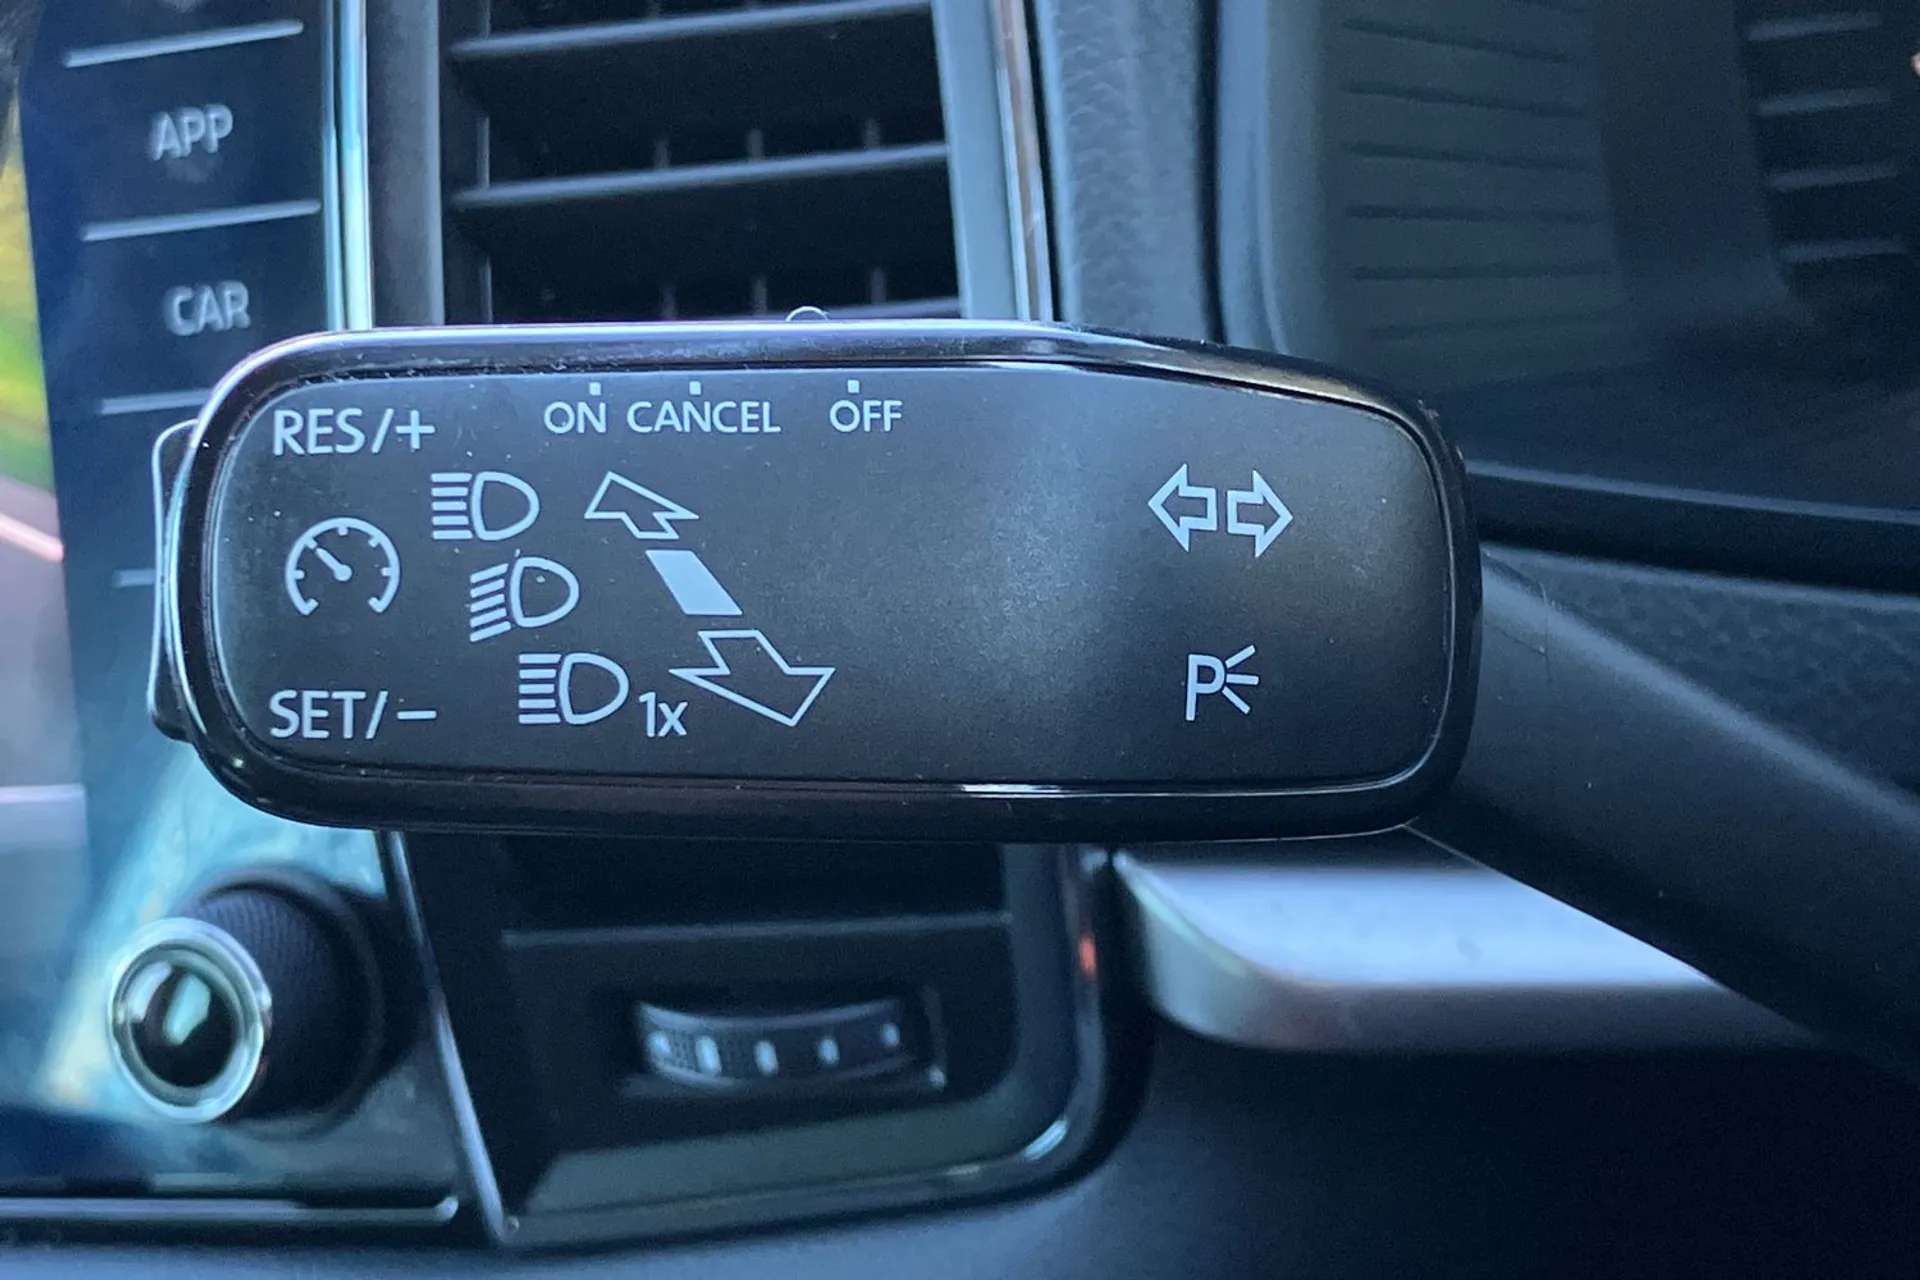 APP
CAR
RES/+
ON CANCEL OFF
1x
SET/-
P